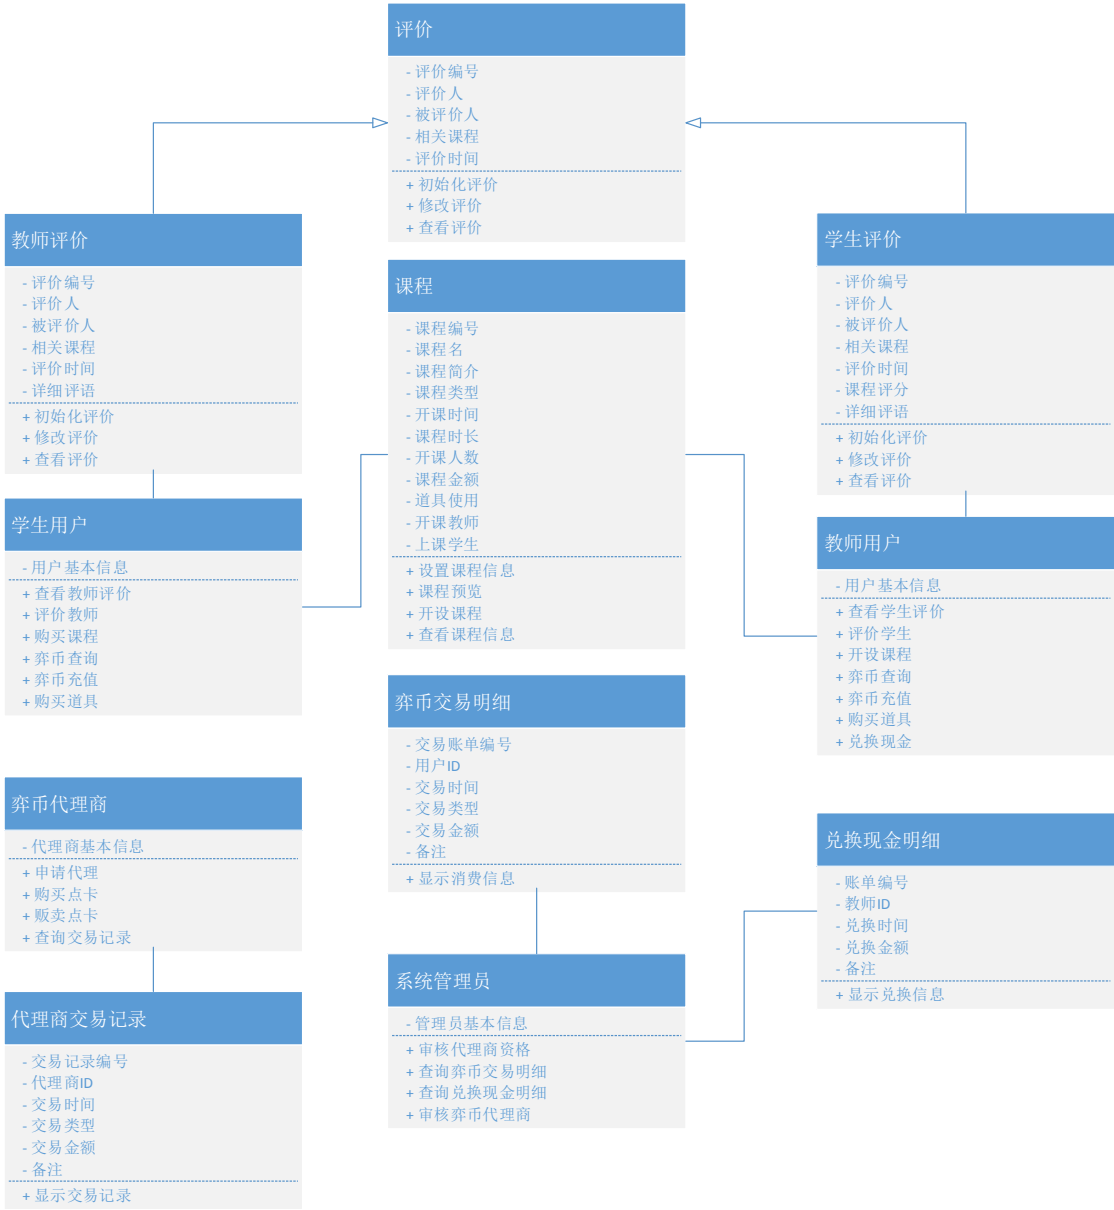 评价
- 评价编号
- 评价人
- 被评价人
- 相关课程
- 评价时间
+ 初始化评价
+ 修改评价
+ 查看评价
教师评价
- 评价编号
- 评价人
- 被评价人
- 相关课程
- 评价时间
- 详细评语
+ 初始化评价
+ 修改评价
+ 查看评价
课程
- 课程编号
- 课程名
- 课程简介
- 课程类型
- 开课时间
- 课程时长
- 开课人数
- 课程金额
- 道具使用
- 开课教师
- 上课学生
+ 设置课程信息
+ 课程预览
+ 开设课程
+ 查看课程信息
学生评价
- 评价编号
- 评价人
- 被评价人
- 相关课程
- 评价时间
- 课程评分
- 详细评语
+ 初始化评价
+ 修改评价
+ 查看评价
学生用户
- 用户基本信息
+ 查看教师评价
+ 评价教师
+ 购买课程
+ 弈币查询
+ 弈币充值
+ 购买道具
教师用户
- 用户基本信息
+ 查看学生评价
+ 评价学生
+ 开设课程
+ 弈币查询
+ 弈币充值
+ 购买道具
+ 兑换现金
弈币交易明细
- 交易账单编号
- 用户ID
- 交易时间
- 交易类型
- 交易金额
- 备注
+ 显示消费信息
弈币代理商
- 代理商基本信息
+ 申请代理
+ 购买点卡
+ 贩卖点卡
+ 查询交易记录
兑换现金明细
- 账单编号
- 教师ID
- 兑换时间
- 兑换金额
- 备注
+ 显示兑换信息
系统管理员
- 管理员基本信息
+ 审核代理商资格
+ 查询弈币交易明细
+ 查询兑换现金明细
+ 审核弈币代理商
代理商交易记录
- 交易记录编号
- 代理商ID
- 交易时间
- 交易类型
- 交易金额
- 备注
+ 显示交易记录